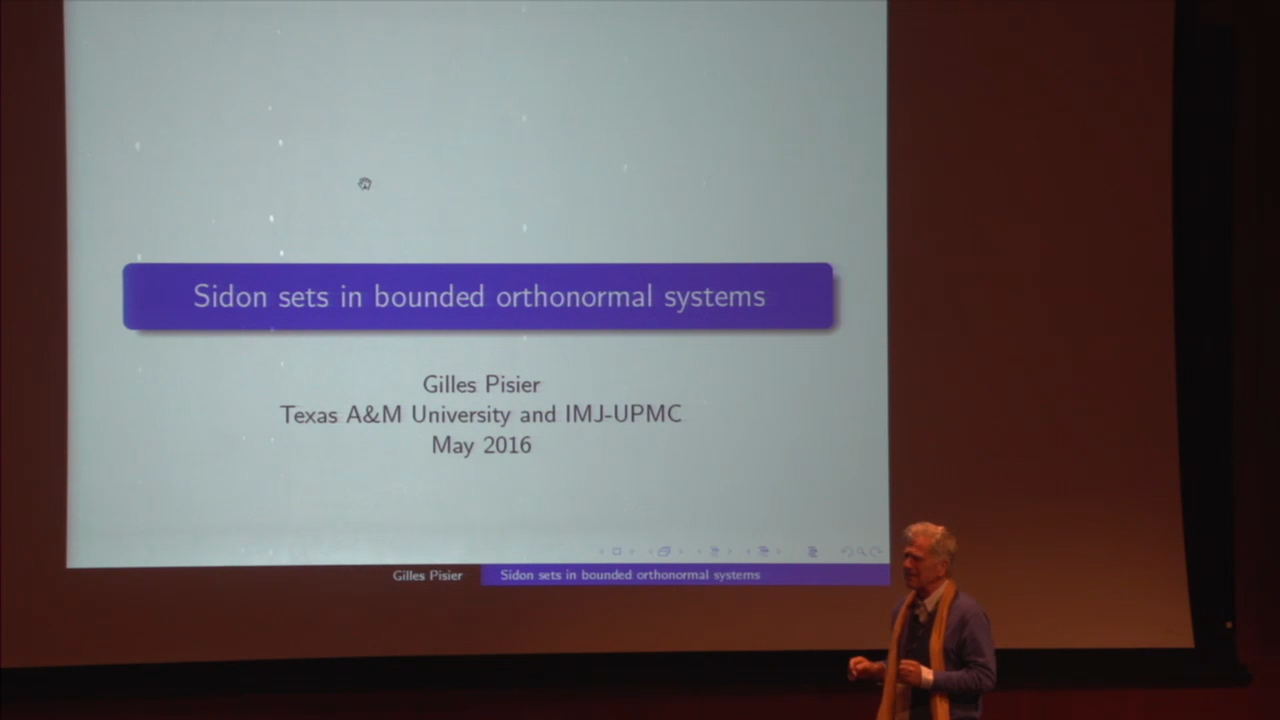 Sidon sets in bounded orthonormal systems
Gilles Pisier
Texas A&M University and IMJ-UPMC
May 2016
Gilles Pisier
Sidon sets in bounded orthonormal systems